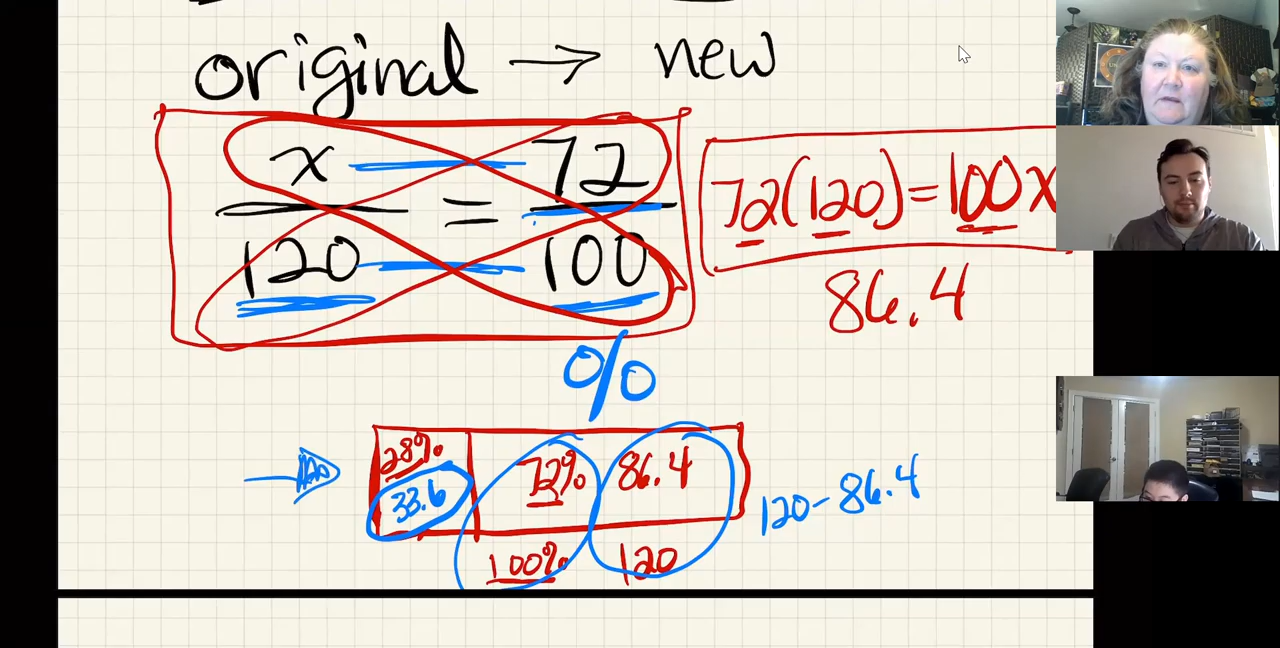 original → new
x = 72
120 100
72(120) = 100x
86.4
%
28% 72% 86.4
33.6
120 - 86.4
100% 120